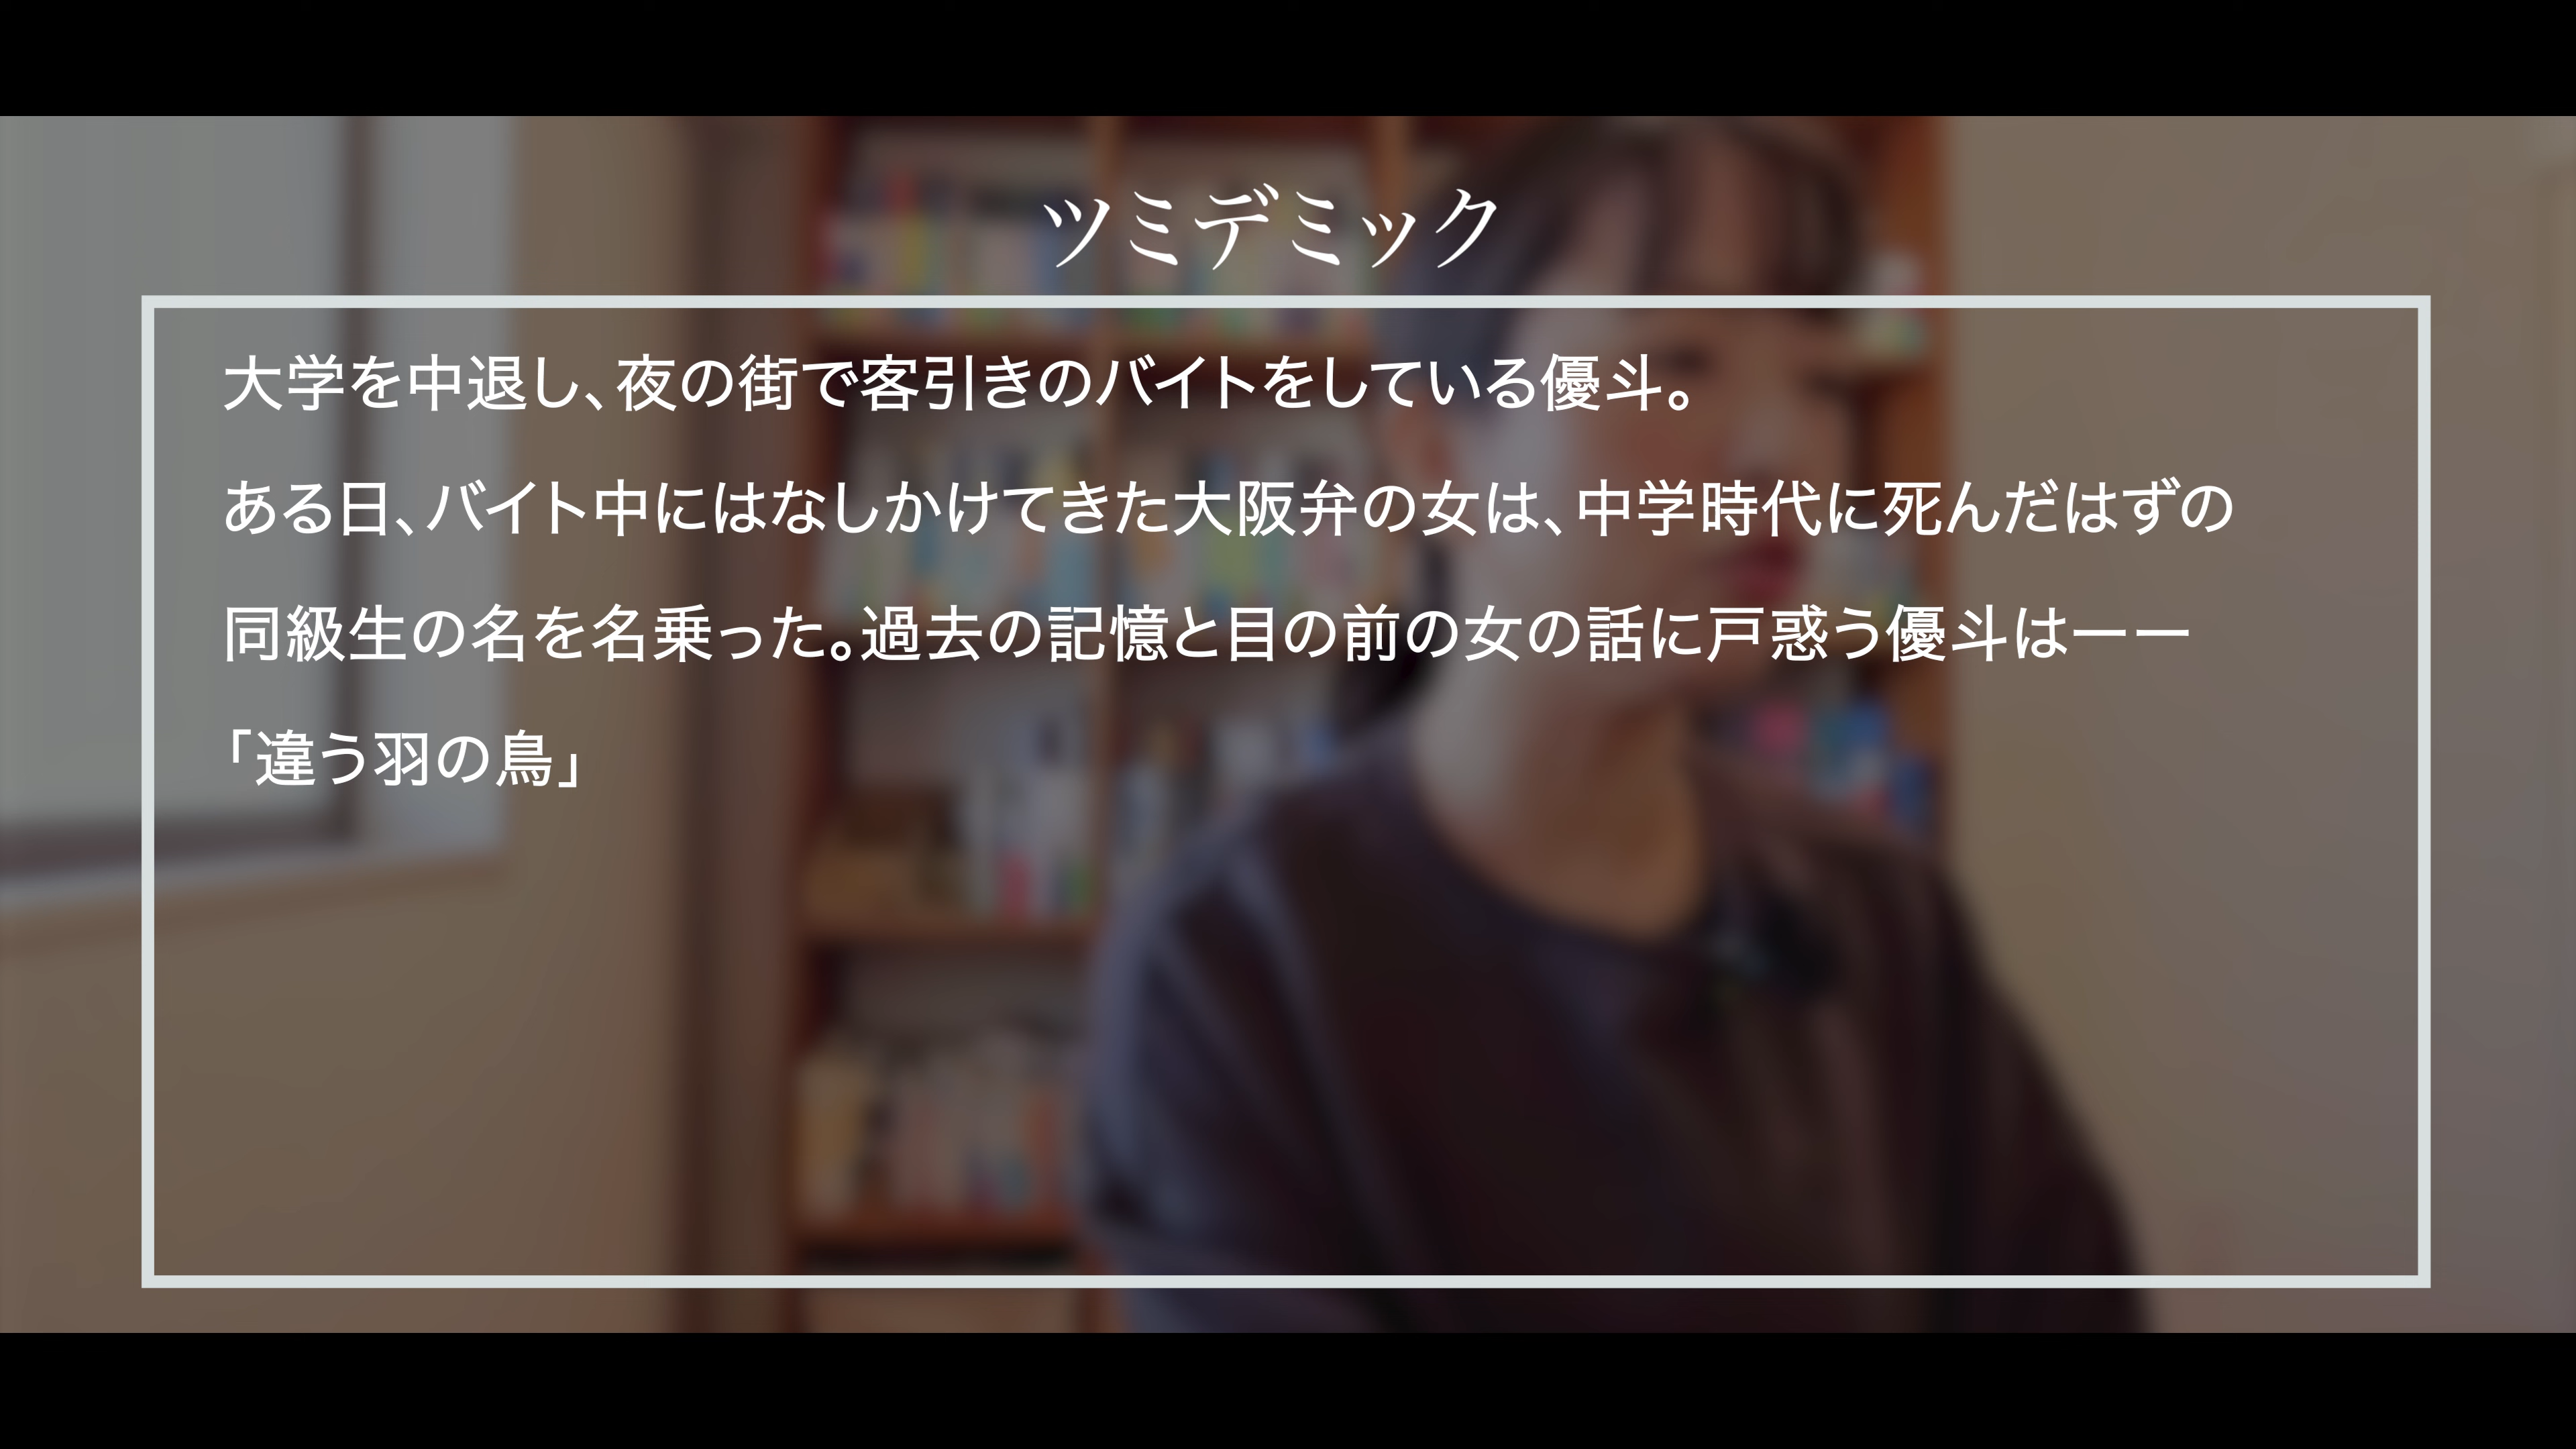 ツミデミック
大学を中退し、夜の街で客引きのバイトをしている優斗。
ある日、バイト中にはなしかけてきた大阪弁の女は、中学時代に死んだはずの
同級生の名を名乗った。過去の記憶と目の前の女の話に戸惑う優斗はーー
「違う羽の鳥」